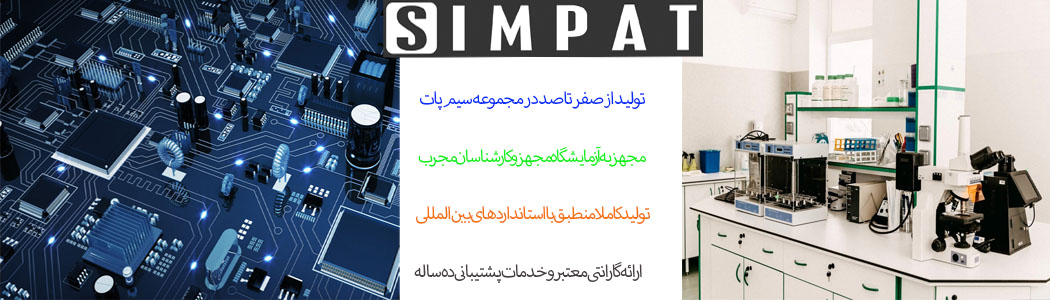 SIMPAT
تولید از صفر تا صد در مجموعه سیم پات
مجهز به آزمایشگاه مجهز و کارشناسان مجرب
تولید کاملا منطبق با استانداردهای بین المللی
ارائه گارانتی معتبر و خدمات پشتیبانی ده ساله